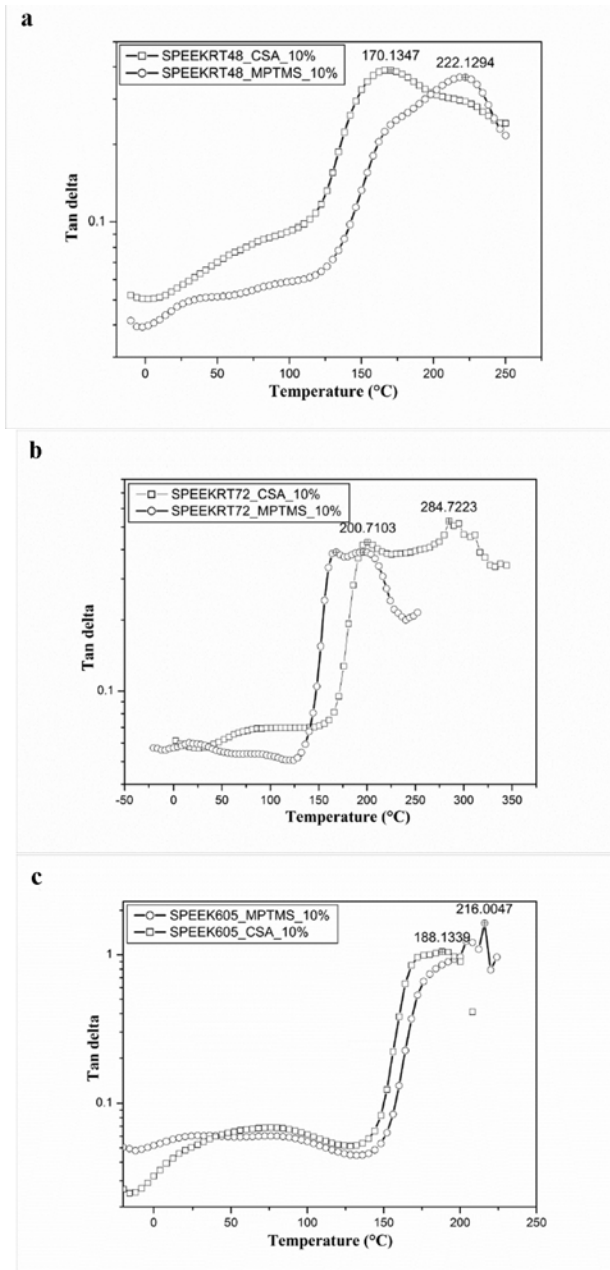 a
SPEEKRT48_CSA_10%
SPEEKRT48_MPTMS_10%
170.1347
222.1294
Tan delta
0.1
0
50
100
150
200
250
Temperature (°C)
b
SPEEKRT72_CSA_10%
SPEEKRT72_MPTMS_10%
200.7103
284.7223
Tan delta
0.1
-50
0
50
100
150
200
250
300
350
Temperature (°C)
c
SPEEK605_MPTMS_10%
SPEEK605_CSA_10%
216.0047
188.1339
Tan delta
1
0.1
0
50
100
150
200
250
Temperature (°C)